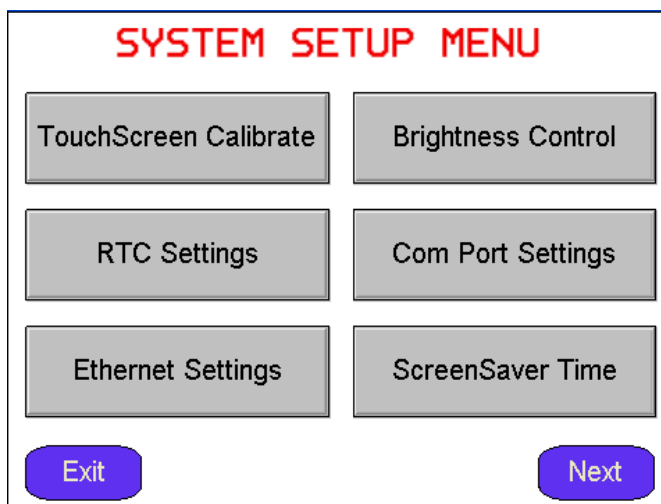 SYSTEM SETUP MENU
TouchScreen Calibrate
Brightness Control
RTC Settings
Com Port Settings
Ethernet Settings
ScreenSaver Time
Exit
Next